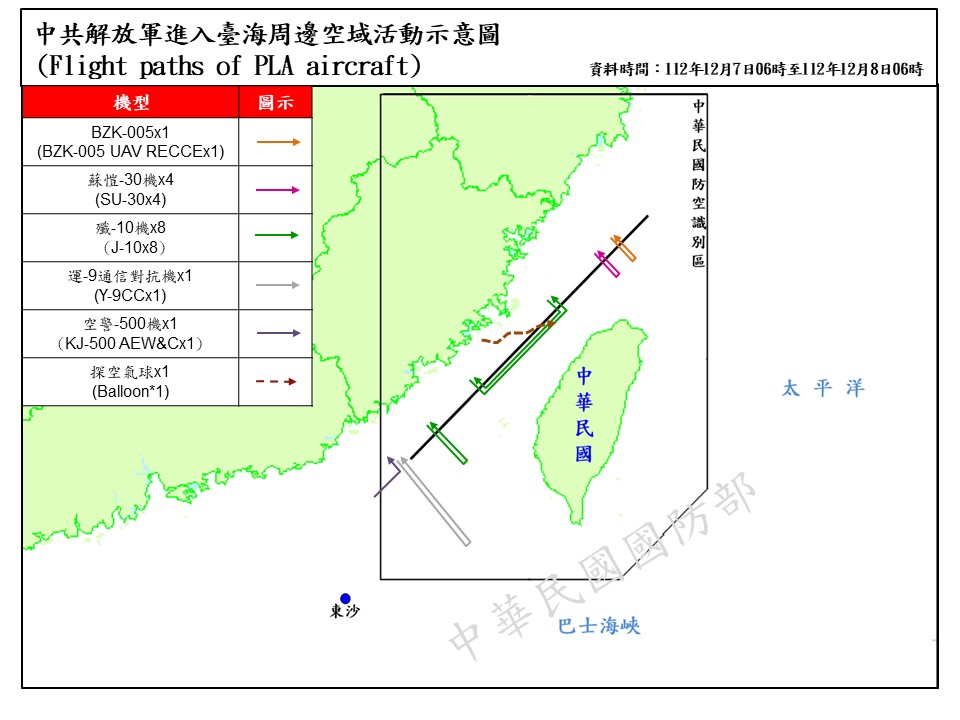 中共解放軍進入臺海周邊空域活動示意圖
(Flight paths of PLA aircraft)
資料時間：112年12月7日06時至112年12月8日06時
機型
圖示
BZK-005x1
(BZK-005 UAV RECCEx1)
蘇愷-30機x4
(SU-30x4)
殲-10機x8
（J-10x8）
運-9通信對抗機x1
(Y-9CCx1)
空警-500機x1
（KJ-500 AEW&Cx1）
探空氣球x1
(Balloon*1)
中華民國防空識別區
中華民國
太平洋
東沙
巴士海峽
中華民國國防部